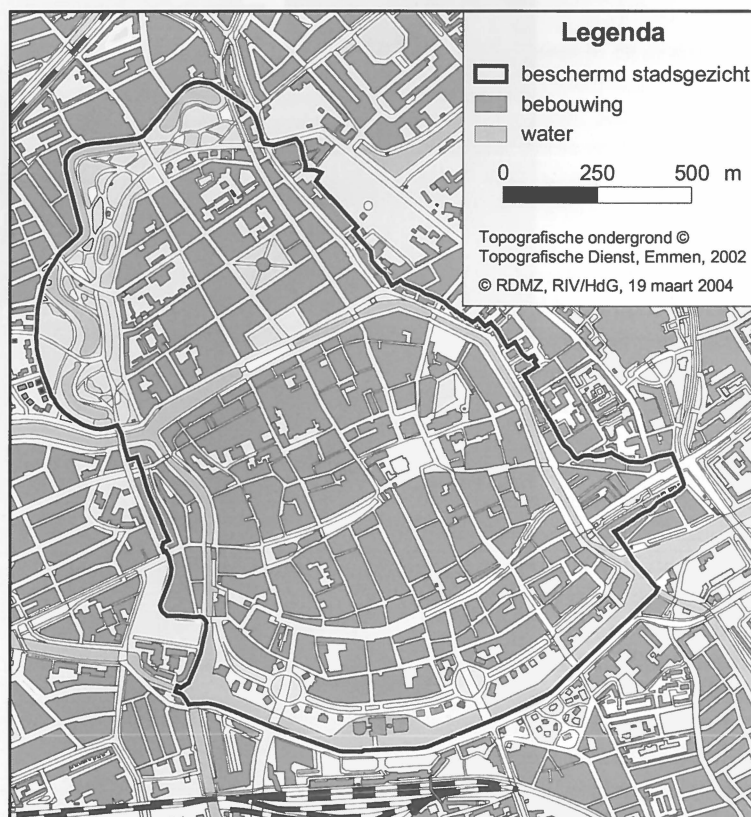 Legenda
beschermd stadsgezicht
bebouwing
water
0 250 500 m
Topografische ondergrond ©
Topografische Dienst, Emmen, 2002
© RDMZ, RIV/HdG, 19 maart 2004